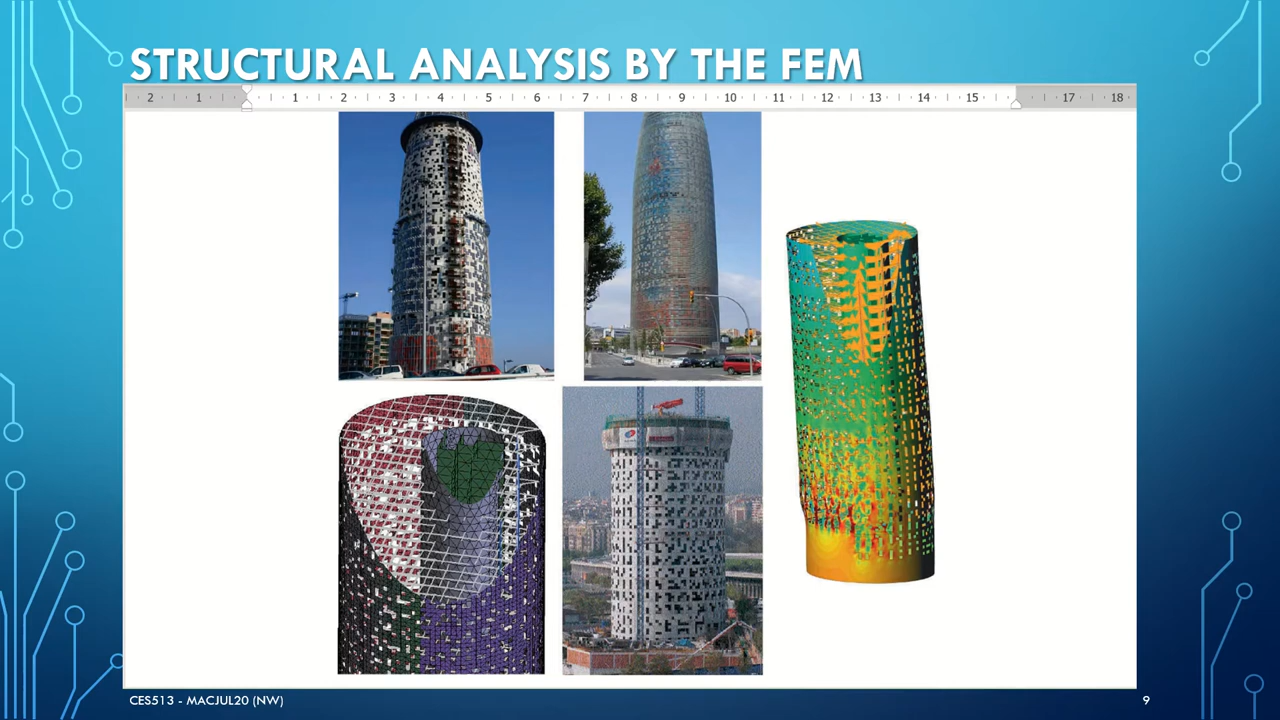 STRUCTURAL ANALYSIS BY THE FEM
2 1 1 2 3 4 5 6 7 8 9 10 11 12 13 14 15 17 18
CES513 - MACJUL20 (NW)
9